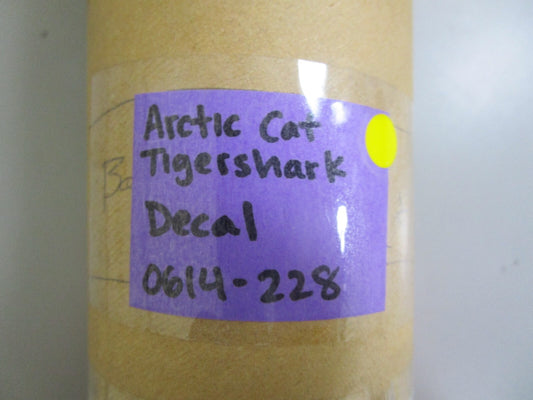 Arctic Cat
Tigershark
Decal
0614-228